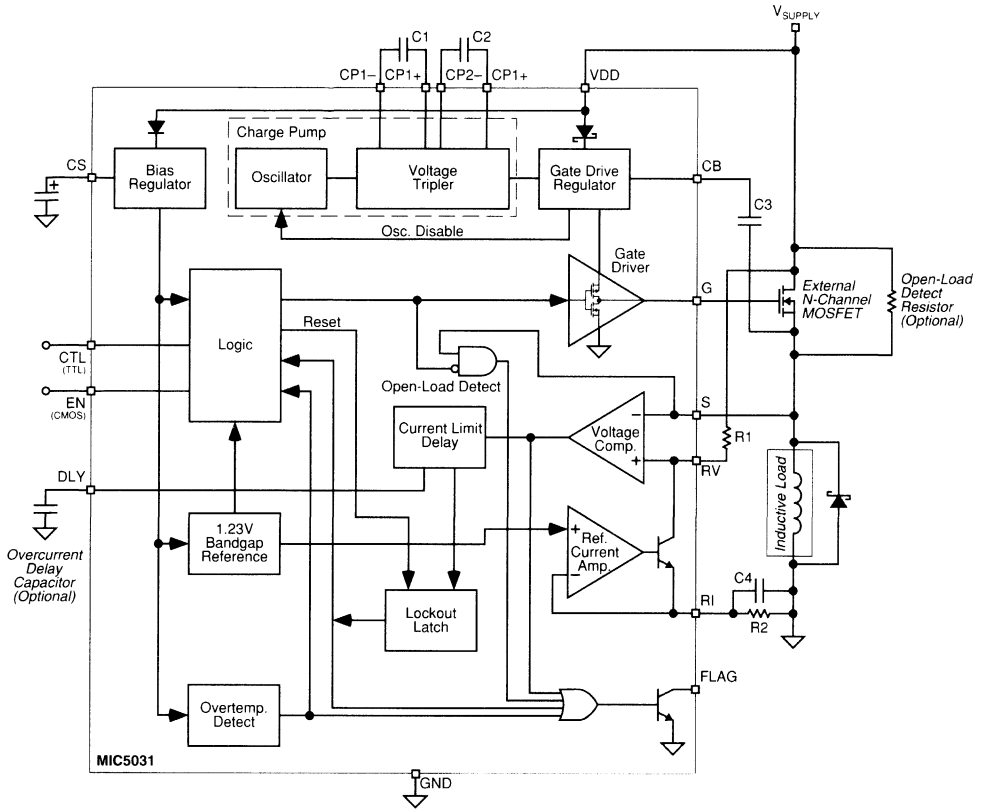 VSUPPLY
C1
C2
CP1–
CP1+
CP2–
CP1+
VDD
Charge Pump
CS
+
Bias
Regulator
Oscillator
Voltage
Tripler
Gate Drive
Regulator
CB
C3
Osc. Disable
Gate
Driver
G
External
N-Channel
MOSFET
Open-Load
Detect
Resistor
(Optional)
Reset
Logic
CTL
(TTL)
EN
(CMOS)
Open-Load Detect
Current Limit
Delay
–
Voltage
Comp.
+
S
R1
RV
DLY
Inductive Load
1.23V
Bandgap
Reference
+
Ref.
Current
Amp.
–
Overcurrent
Delay
Capacitor
(Optional)
Lockout
Latch
C4
RI
R2
FLAG
Overtemp.
Detect
MIC5031
GND